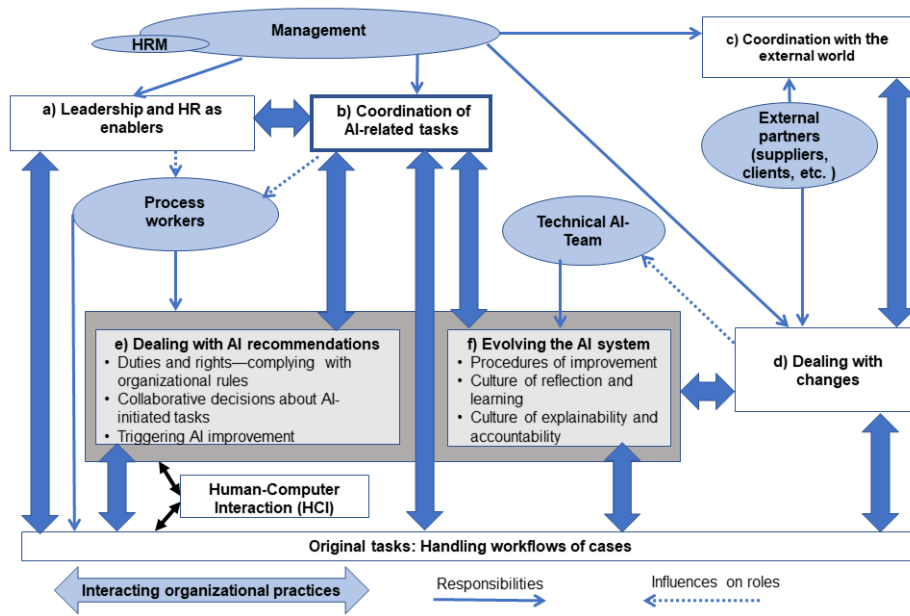 Management
HRM
c) Coordination with the
external world
a) Leadership and HR as
enablers
b) Coordination of
AI-related tasks
External
partners
(suppliers,
clients, etc. )
Process
workers
Technical AI-
Team
e) Dealing with AI recommendations
• Duties and rights—complying with
organizational rules
• Collaborative decisions about AI-
initiated tasks
• Triggering AI improvement
f) Evolving the AI system
• Procedures of improvement
• Culture of reflection and
learning
• Culture of explainability and
accountability
d) Dealing with
changes
Human-Computer
Interaction (HCI)
Original tasks: Handling workflows of cases
Interacting organizational practices
Responsibilities
Influences on roles